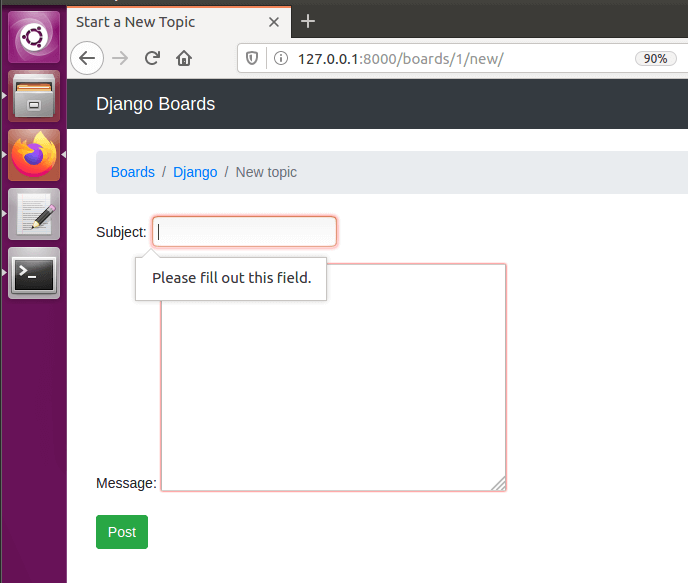 Start a New Topic
127.0.0.1:8000/boards/1/new/ 90%
Django Boards
Boards / Django / New topic
Subject:
Please fill out this field.
Message:
Post